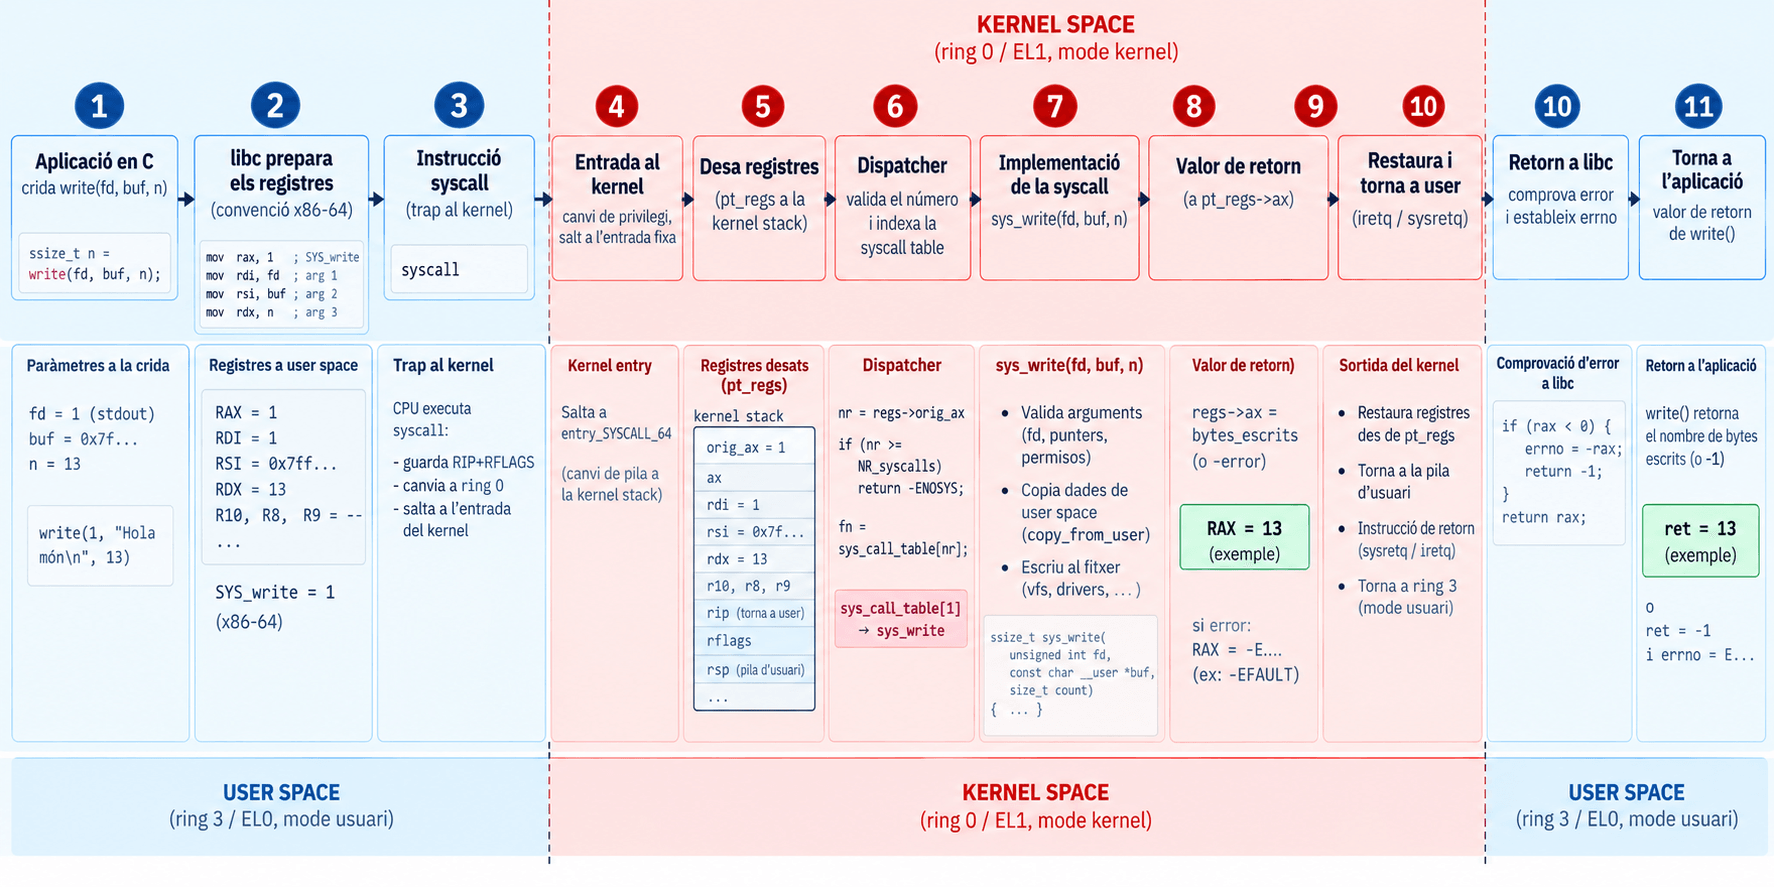 KERNEL SPACE
(ring 0 / EL1, mode kernel)
1
Aplicació en C
crida write(fd, buf, n)
ssize_t n =
write(fd, buf, n);
2
libc prepara
els registres
(convenció x86-64)
mov rax, 1 ; SYS_write
mov rdi, fd ; arg 1
mov rsi, buf ; arg 2
mov rdx, n ; arg 3
3
Instrucció
syscall
(trap al kernel)
syscall
4
Entrada al
kernel
canvi de privilegi,
salt a l'entrada fixa
5
Desa registres
(pt_regs a la
kernel stack)
6
Dispatcher
valida el número
i indexa la
syscall table
7
Implementació
de la syscall
sys_write(fd, buf, n)
8
9
Valor de retorn
(a pt_regs->ax)
10
Restaura i
torna a user
(iretq / sysretq)
10
Retorn a libc
comprova error
i estableix errno
11
Torna a
l'aplicació
valor de retorn
de write()
Paràmetres a la crida
fd = 1 (stdout)
buf = 0x7f...
n = 13
write(1, "Hola
món\n", 13)
Registres a user space
RAX = 1
RDI = 1
RSI = 0x7ff...
RDX = 13
R10, R8, R9 = --
...
SYS_write = 1
(x86-64)
Trap al kernel
CPU executa
syscall:
- guarda RIP+RFLAGS
- canvia a ring 0
- salta a l'entrada
del kernel
Kernel entry
Salta a
entry_SYSCALL_64
(canvi de pila a
la kernel stack)
Registres desats
(pt_regs)
kernel stack
orig_ax = 1
ax
rdi = 1
rsi = 0x7f...
rdx = 13
r10, r8, r9
rip (torna a user)
rflags
rsp (pila d'usuari)
...
Dispatcher
nr = regs->orig_ax
if (nr >=
NR_syscalls)
return -ENOSYS;
fn =
sys_call_table[nr];
sys_call_table[1]
→ sys_write
sys_write(fd, buf, n)
• Valida arguments
(fd, punters,
permisos)
• Copia dades de
user space
(copy_from_user)
• Escriu al fitxer
(vfs, drivers, ...)
ssize_t sys_write(
unsigned int fd,
const char __user *buf,
size_t count)
{ ... }
Valor de retorn)
regs->ax =
bytes_escrits
(o -error)
RAX = 13
(exemple)
si error:
RAX = -E....
(ex: -EFAULT)
Sortida del kernel
• Restaura registres
des de pt_regs
• Torna a la pila
d'usuari
• Instrucció de retorn
(sysretq / iretq)
• Torna a ring 3
(mode usuari)
Comprovació d'error
a libc
if (rax < 0) {
errno = -rax;
return -1;
}
return rax;
Retorn a l'aplicació
write() retorna
el nombre de bytes
escrits (o -1)
ret = 13
(exemple)
o
ret = -1
i errno = E...
USER SPACE
(ring 3 / EL0, mode usuari)
KERNEL SPACE
(ring 0 / EL1, mode kernel)
USER SPACE
(ring 3 / EL0, mode usuari)